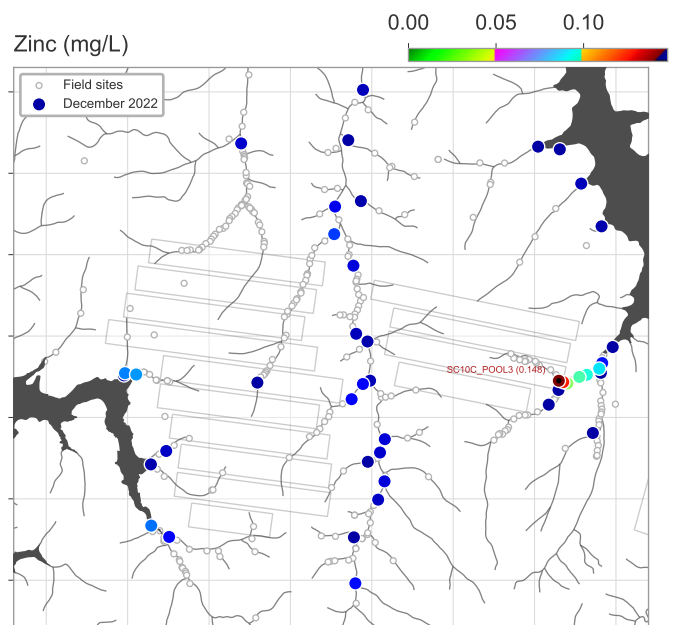 Zinc (mg/L)
0.00 0.05 0.10
Field sites
December 2022
SC10C_POOL3 (0.148)